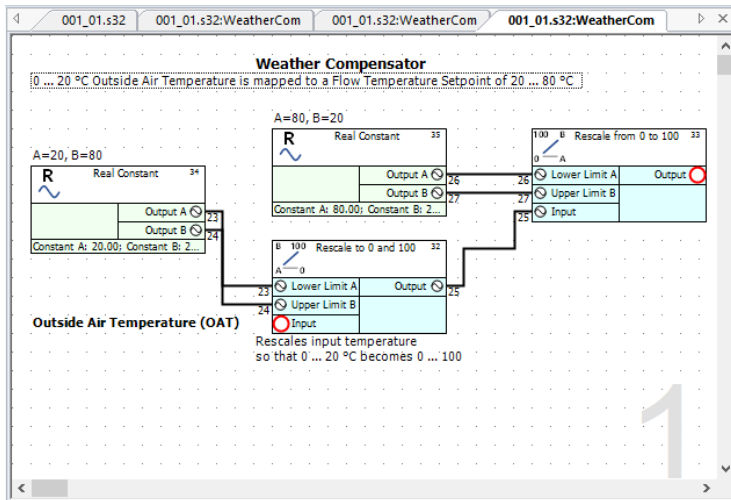 001_01.s32
001_01.s32:WeatherCom
001_01.s32:WeatherCom
001_01.s32:WeatherCom
Weather Compensator
0 ... 20 °C Outside Air Temperature is mapped to a Flow Temperature Setpoint of 20 ... 80 °C
A=80, B=20
R
Real Constant
35
Output A
26
Output B
27
Constant A: 80.00; Constant B: 2...
100
B
Rescale from 0 to 100
33
0
A
26
Lower Limit A
Output
27
Upper Limit B
25
Input
A=20, B=80
R
Real Constant
34
Output A
23
Output B
24
Constant A: 20.00; Constant B: 2...
B
100
Rescale to 0 and 100
32
A
0
23
Lower Limit A
Output
25
24
Upper Limit B
Outside Air Temperature (OAT)
Input
Rescales input temperature
so that 0 ... 20 °C becomes 0 ... 100
1